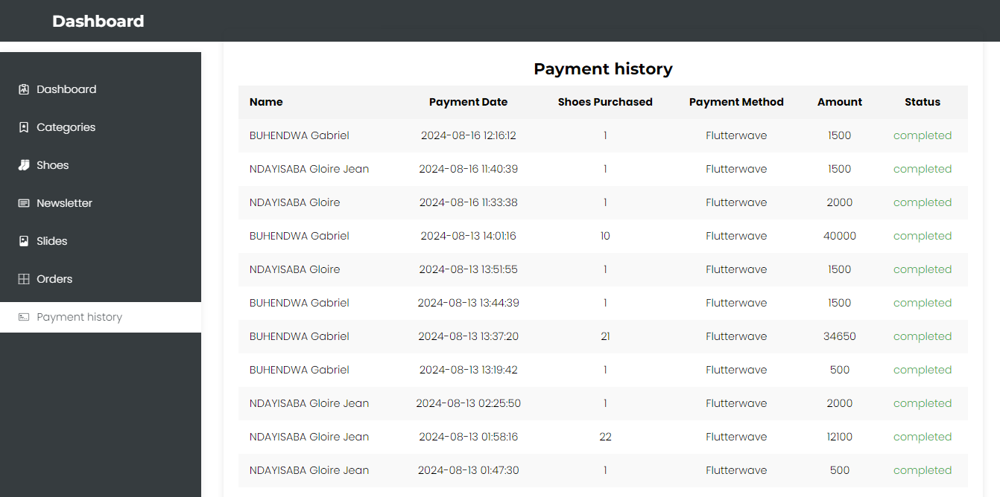 Dashboard
Dashboard
Categories
Shoes
Newsletter
Slides
Orders
Payment history
Payment history
Name Payment Date Shoes Purchased Payment Method Amount Status
BUHENDWA Gabriel 2024-08-16 12:16:12 1 Flutterwave 1500 completed
NDAYISABA Gloire Jean 2024-08-16 11:40:39 1 Flutterwave 1500 completed
NDAYISABA Gloire 2024-08-16 11:33:38 1 Flutterwave 2000 completed
BUHENDWA Gabriel 2024-08-13 14:01:16 10 Flutterwave 40000 completed
NDAYISABA Gloire 2024-08-13 13:51:55 1 Flutterwave 1500 completed
BUHENDWA Gabriel 2024-08-13 13:44:39 1 Flutterwave 1500 completed
BUHENDWA Gabriel 2024-08-13 13:37:20 21 Flutterwave 34650 completed
BUHENDWA Gabriel 2024-08-13 13:19:42 1 Flutterwave 500 completed
NDAYISABA Gloire Jean 2024-08-13 02:25:50 1 Flutterwave 2000 completed
NDAYISABA Gloire Jean 2024-08-13 01:58:16 22 Flutterwave 12100 completed
NDAYISABA Gloire Jean 2024-08-13 01:47:30 1 Flutterwave 500 completed